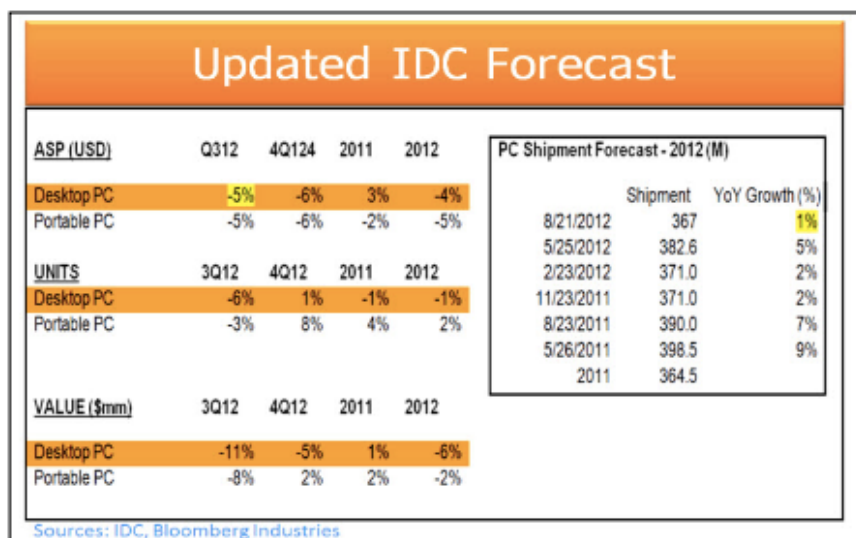 Updated IDC Forecast
ASP (USD) Q312 4Q124 2011 2012
Desktop PC -5% -6% 3% -4%
Portable PC -5% -6% -2% -5%
UNITS 3Q12 4Q12 2011 2012
Desktop PC -6% 1% -1% -1%
Portable PC -3% 8% 4% 2%
VALUE ($mm) 3Q12 4Q12 2011 2012
Desktop PC -11% -5% 1% -6%
Portable PC -8% 2% 2% -2%
PC Shipment Forecast - 2012 (M)
Shipment YoY Growth (%)
8/21/2012 367 1%
5/25/2012 382.6 5%
2/23/2012 371.0 2%
11/23/2011 371.0 2%
8/23/2011 390.0 7%
5/26/2011 398.5 9%
2011 364.5
Sources: IDC, Bloomberg Industries